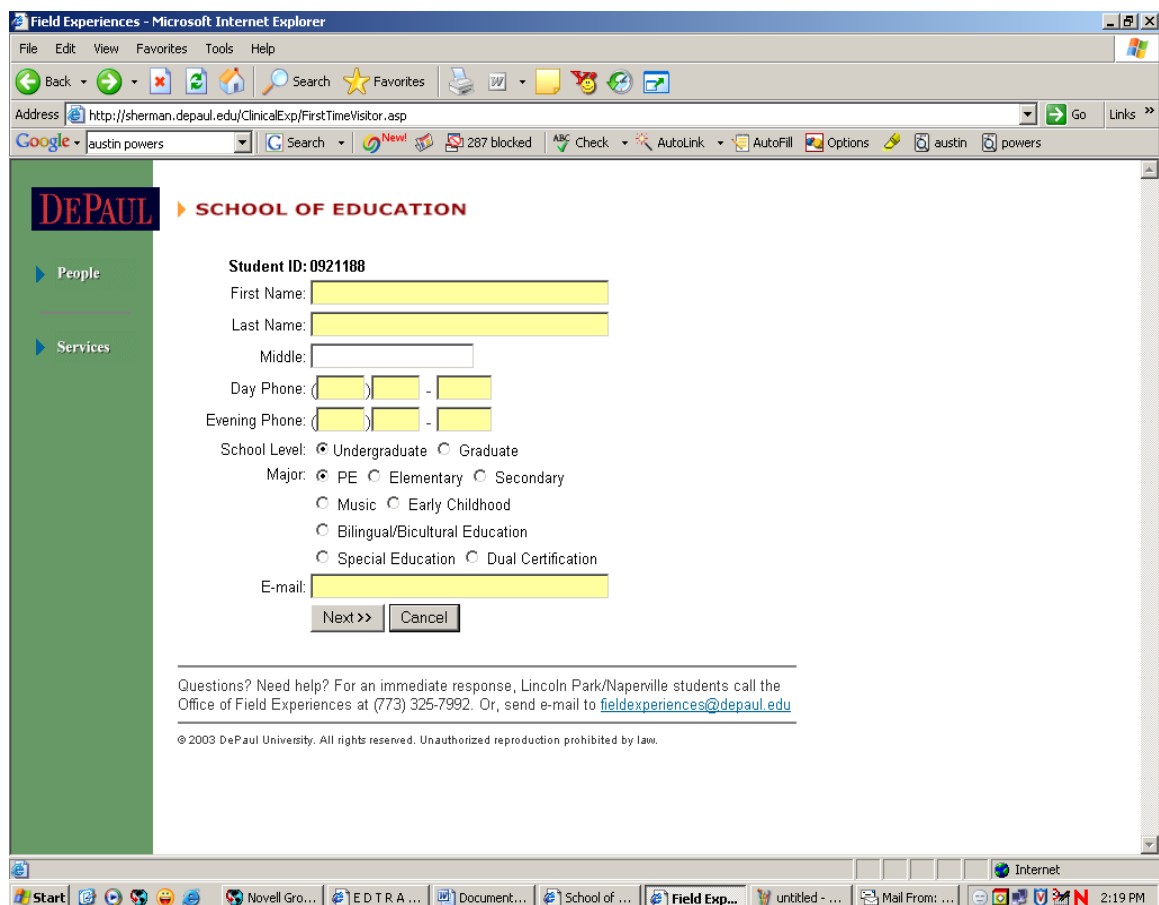 Field Experiences - Microsoft Internet Explorer
File Edit View Favorites Tools Help
Back Search Favorites
Address http://sherman.depaul.edu/ClinicalExp/FirstTimeVisitor.asp Go Links »
Google austin powers Search New! 287 blocked ABC Check AutoLink AutoFill Options austin powers
DEPAUL SCHOOL OF EDUCATION
Student ID: 0921188
People
First Name:
Last Name:
Services
Middle:
Day Phone: ( ) -
Evening Phone: ( ) -
School Level: Undergraduate Graduate
Major: PE Elementary Secondary
Music Early Childhood
Bilingual/Bicultural Education
Special Education Dual Certification
E-mail:
Next >> Cancel
Questions? Need help? For an immediate response, Lincoln Park/Naperville students call the
Office of Field Experiences at (773) 325-7992. Or, send e-mail to fieldexperiences@depaul.edu
© 2003 DePaul University. All rights reserved. Unauthorized reproduction prohibited by law.
Internet
Start Novell Gro... E D T R A ... Document... School of ... Field Exp... untitled - ... Mail From: ... N 2:19 PM